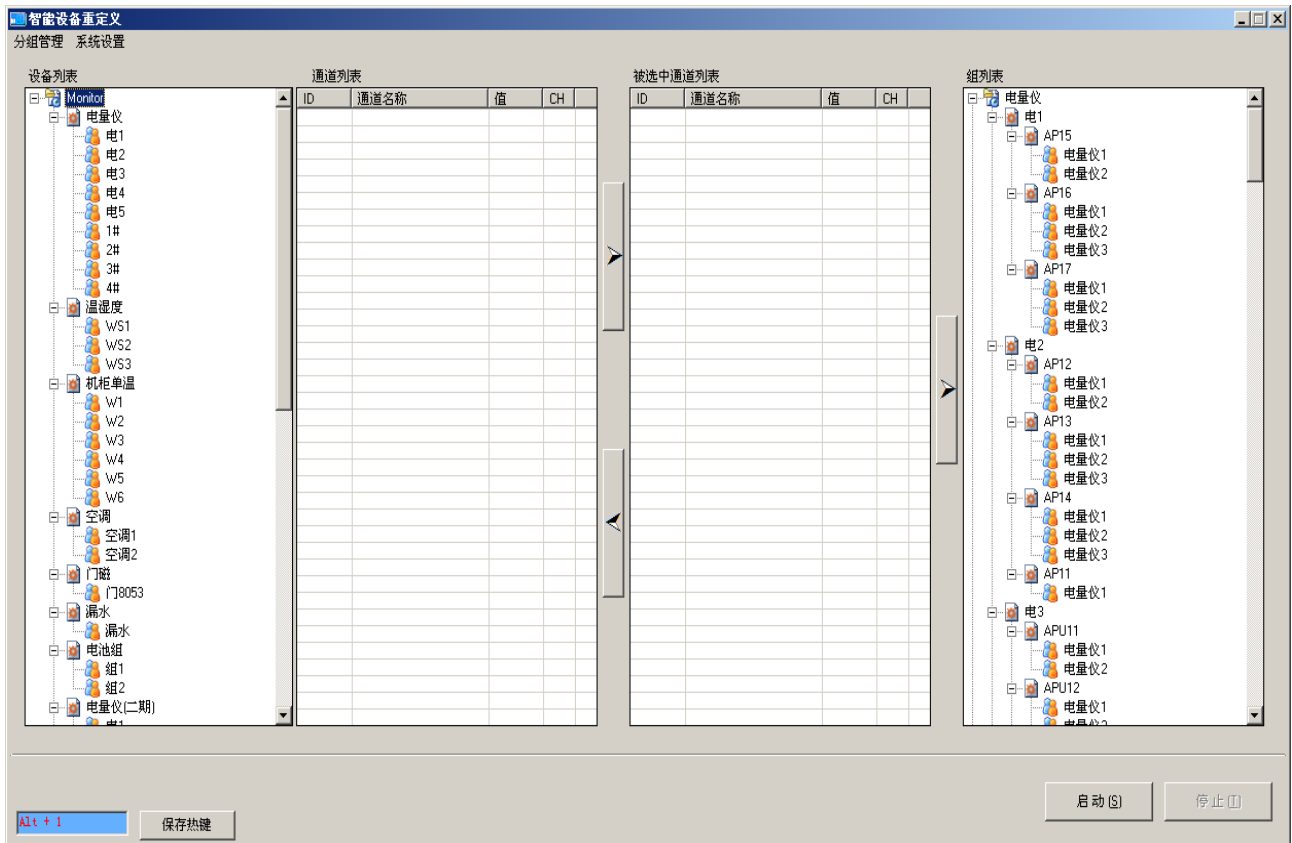 智能设备重定义
分组管理 系统设置
设备列表
Monitor
电量仪
电1
电2
电3
电4
电5
1#
2#
3#
4#
温湿度
WS1
WS2
WS3
机柜单温
W1
W2
W3
W4
W5
W6
空调
空调1
空调2
门磁
门8053
漏水
漏水
电池组
组1
组2
电量仪(二期)
电1
通道列表
ID 通道名称 值 CH
被选中通道列表
ID 通道名称 值 CH
组列表
电量仪
电1
AP15
电量仪1
电量仪2
AP16
电量仪1
电量仪2
电量仪3
AP17
电量仪1
电量仪2
电量仪3
电2
AP12
电量仪1
电量仪2
AP13
电量仪1
电量仪2
电量仪3
AP14
电量仪1
电量仪2
电量仪3
AP11
电量仪1
电3
APU11
电量仪1
电量仪2
APU12
电量仪1
电量仪2
启动(S) 停止(T)
Alt + 1 保存热键